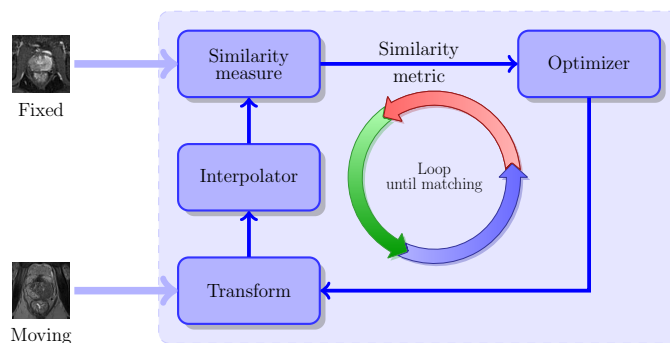 Similarity
measure
Similarity
metric
Optimizer
Fixed
Interpolator
Loop
until matching
Transform
Moving